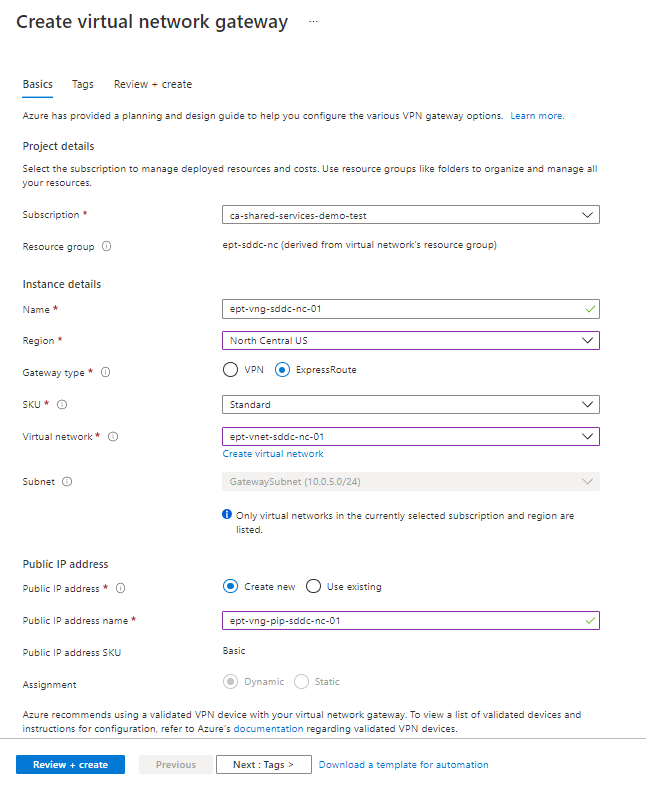 Create virtual network gateway ...
Basics Tags Review + create
Azure has provided a planning and design guide to help you configure the various VPN gateway options. Learn more.
Project details
Select the subscription to manage deployed resources and costs. Use resource groups like folders to organize and manage all
your resources.
Subscription * ca-shared-services-demo-test
Resource group ept-sddc-nc (derived from virtual network's resource group)
Instance details
Name * ept-vng-sddc-nc-01
Region * North Central US
Gateway type * VPN ExpressRoute
SKU * Standard
Virtual network * ept-vnet-sddc-nc-01
Create virtual network
Subnet GatewaySubnet (10.0.5.0/24)
Only virtual networks in the currently selected subscription and region are
listed.
Public IP address
Public IP address * Create new Use existing
Public IP address name * ept-vng-pip-sddc-nc-01
Public IP address SKU Basic
Assignment Dynamic Static
Azure recommends using a validated VPN device with your virtual network gateway. To view a list of validated devices and
instructions for configuration, refer to Azure's documentation regarding validated VPN devices.
Review + create Previous Next : Tags > Download a template for automation